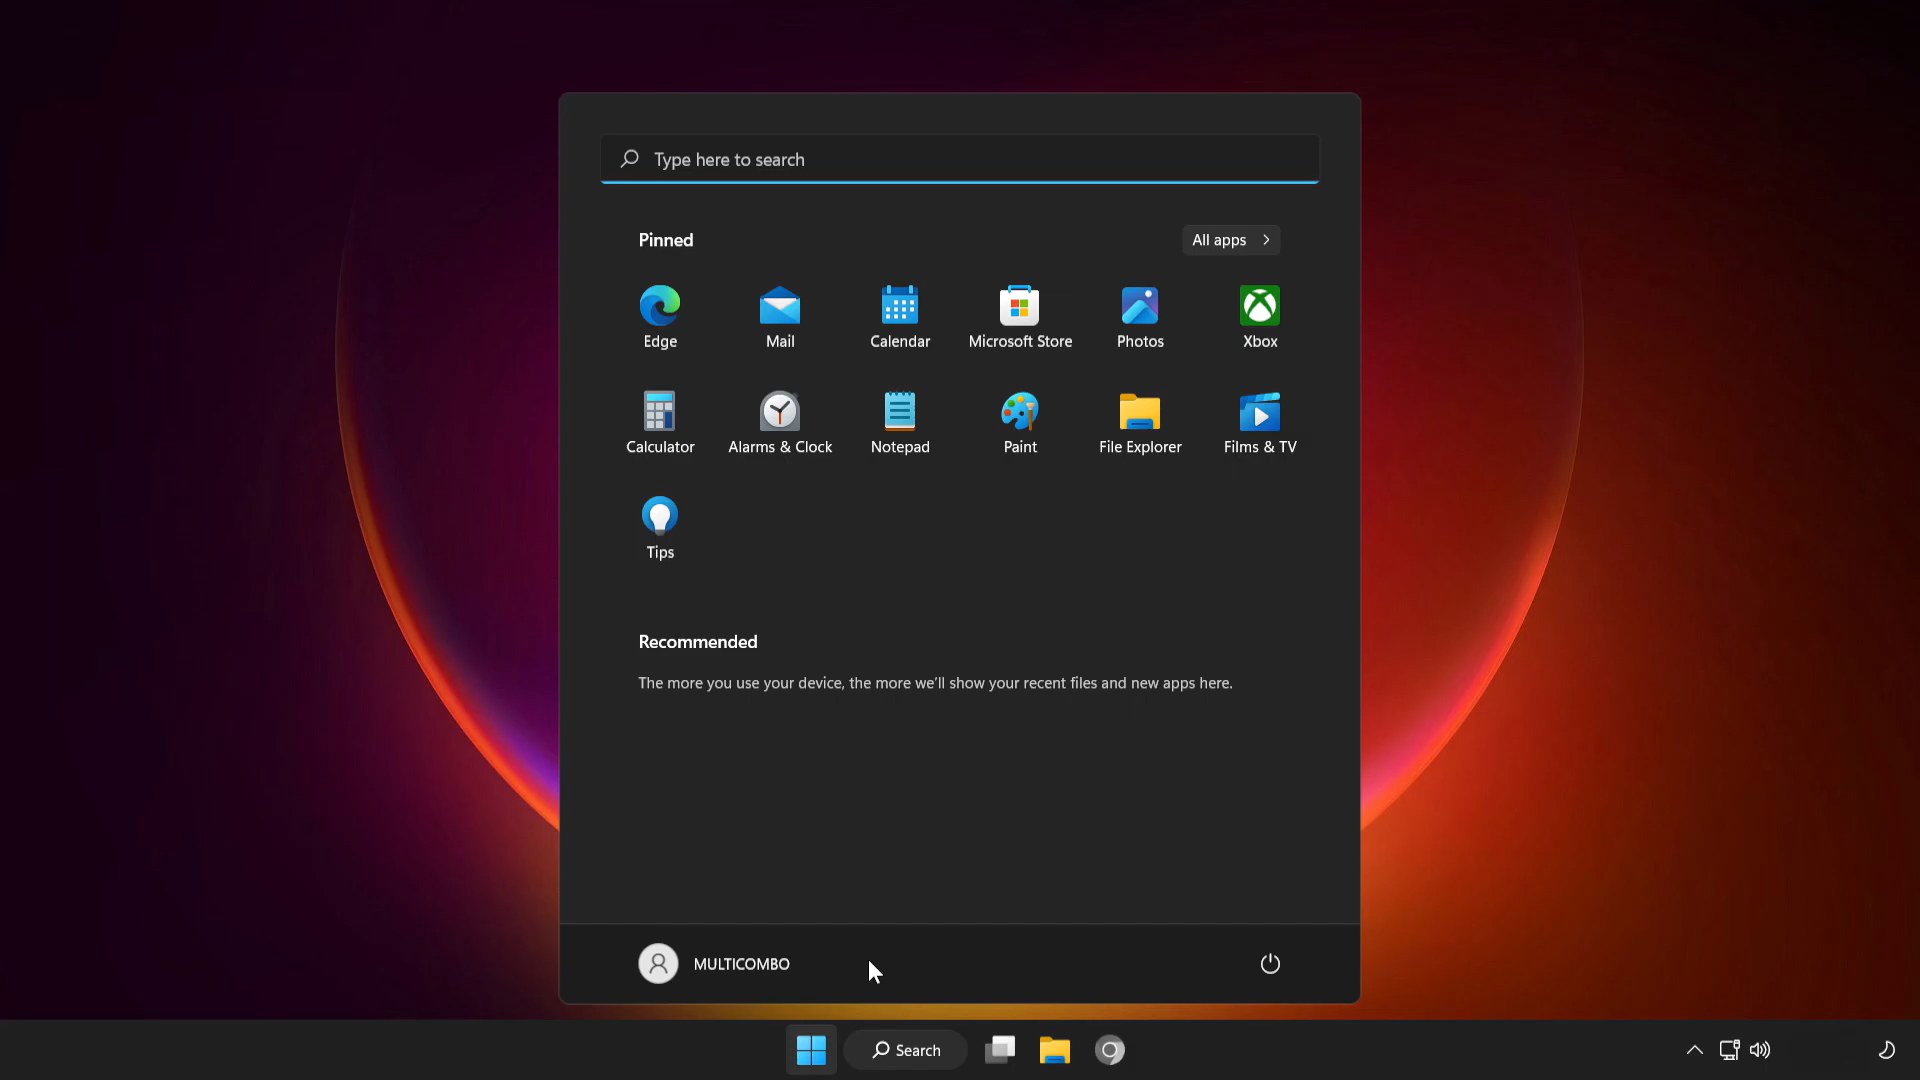 Type here to search
Pinned
All apps
Edge
Mail
Calendar
Microsoft Store
Photos
Xbox
Calculator
Alarms & Clock
Notepad
Paint
File Explorer
Films & TV
Tips
Recommended
The more you use your device, the more we’ll show your recent files and new apps here.
MULTICOMBO
Search